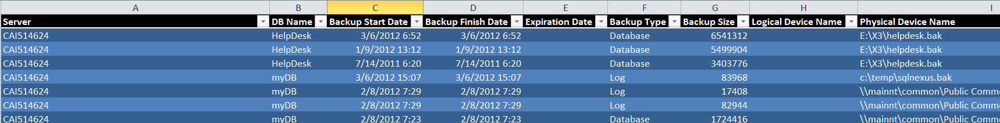 A B C D E F G H I
Server DB Name Backup Start Date Backup Finish Date Expiration Date Backup Type Backup Size Logical Device Name Physical Device Name
CAI514624 HelpDesk 3/6/2012 6:52 3/6/2012 6:52 Database 6541312 E:\X3\helpdesk.bak
CAI514624 HelpDesk 1/9/2012 13:12 1/9/2012 13:12 Database 5499904 E:\X3\helpdesk.bak
CAI514624 HelpDesk 7/14/2011 6:20 7/14/2011 6:20 Database 3403776 E:\X3\helpdesk.bak
CAI514624 myDB 3/6/2012 15:07 3/6/2012 15:07 Log 83968 c:\temp\sqlnexus.bak
CAI514624 myDB 2/8/2012 7:29 2/8/2012 7:29 Log 17408 \\mainnt\common\Public Comm
CAI514624 myDB 2/8/2012 7:29 2/8/2012 7:29 Log 82944 \\mainnt\common\Public Comm
CAI514624 myDB 2/8/2012 7:23 2/8/2012 7:23 Database 1724416 \\mainnt\common\Public Comm